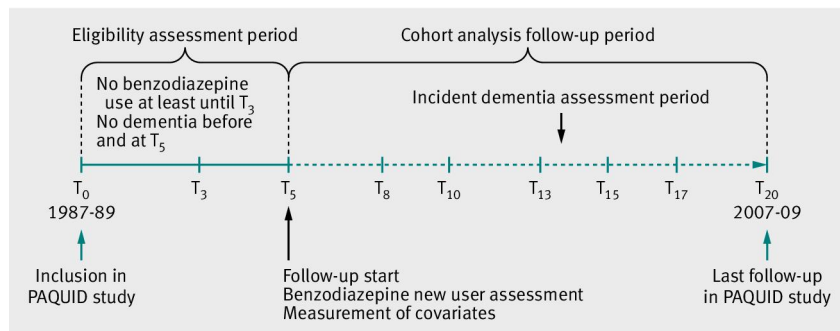 Eligibility assessment period
Cohort analysis follow-up period
No benzodiazepine
use at least until T3
No dementia before
and at T5
Incident dementia assessment period
T0
T3
T5
T8
T10
T13
T15
T17
T20
1987-89
2007-09
Inclusion in
PAQUID study
Follow-up start
Benzodiazepine new user assessment
Measurement of covariates
Last follow-up
in PAQUID study